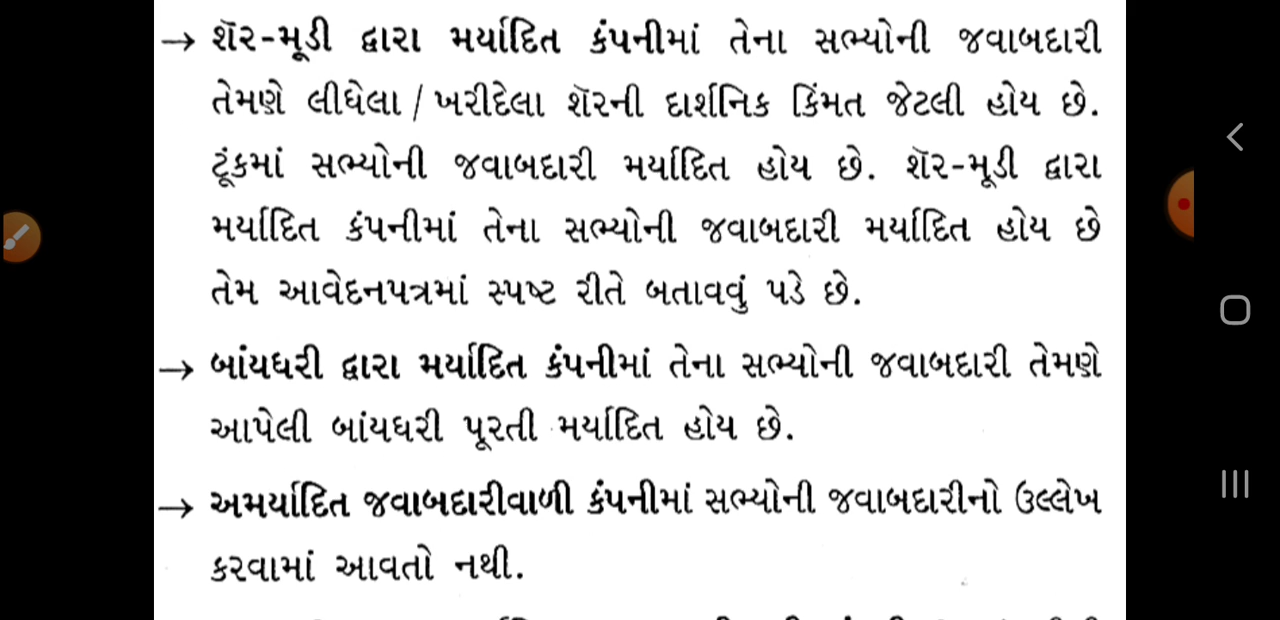 → શૅર-મૂડી દ્વારા મર્યાદિત કંપનીમાં તેના સભ્યોની જવાબદારી
તેમણે લીધેલા / ખરીદેલા શૅરની દાર્શનિક કિંમત જેટલી હોય છે.
ટૂંકમાં સભ્યોની જવાબદારી મર્યાદિત હોય છે. શૅર-મૂડી દ્વારા
મર્યાદિત કંપનીમાં તેના સભ્યોની જવાબદારી મર્યાદિત હોય છે
તેમ આવેદનપત્રમાં સ્પષ્ટ રીતે બતાવવું પડે છે.
→ બાંયધરી દ્વારા મર્યાદિત કંપનીમાં તેના સભ્યોની જવાબદારી તેમણે
આપેલી બાંયધરી પૂરતી મર્યાદિત હોય છે.
→ અમર્યાદિત જવાબદારીવાળી કંપનીમાં સભ્યોની જવાબદારીનો ઉલ્લેખ
કરવામાં આવતો નથી.